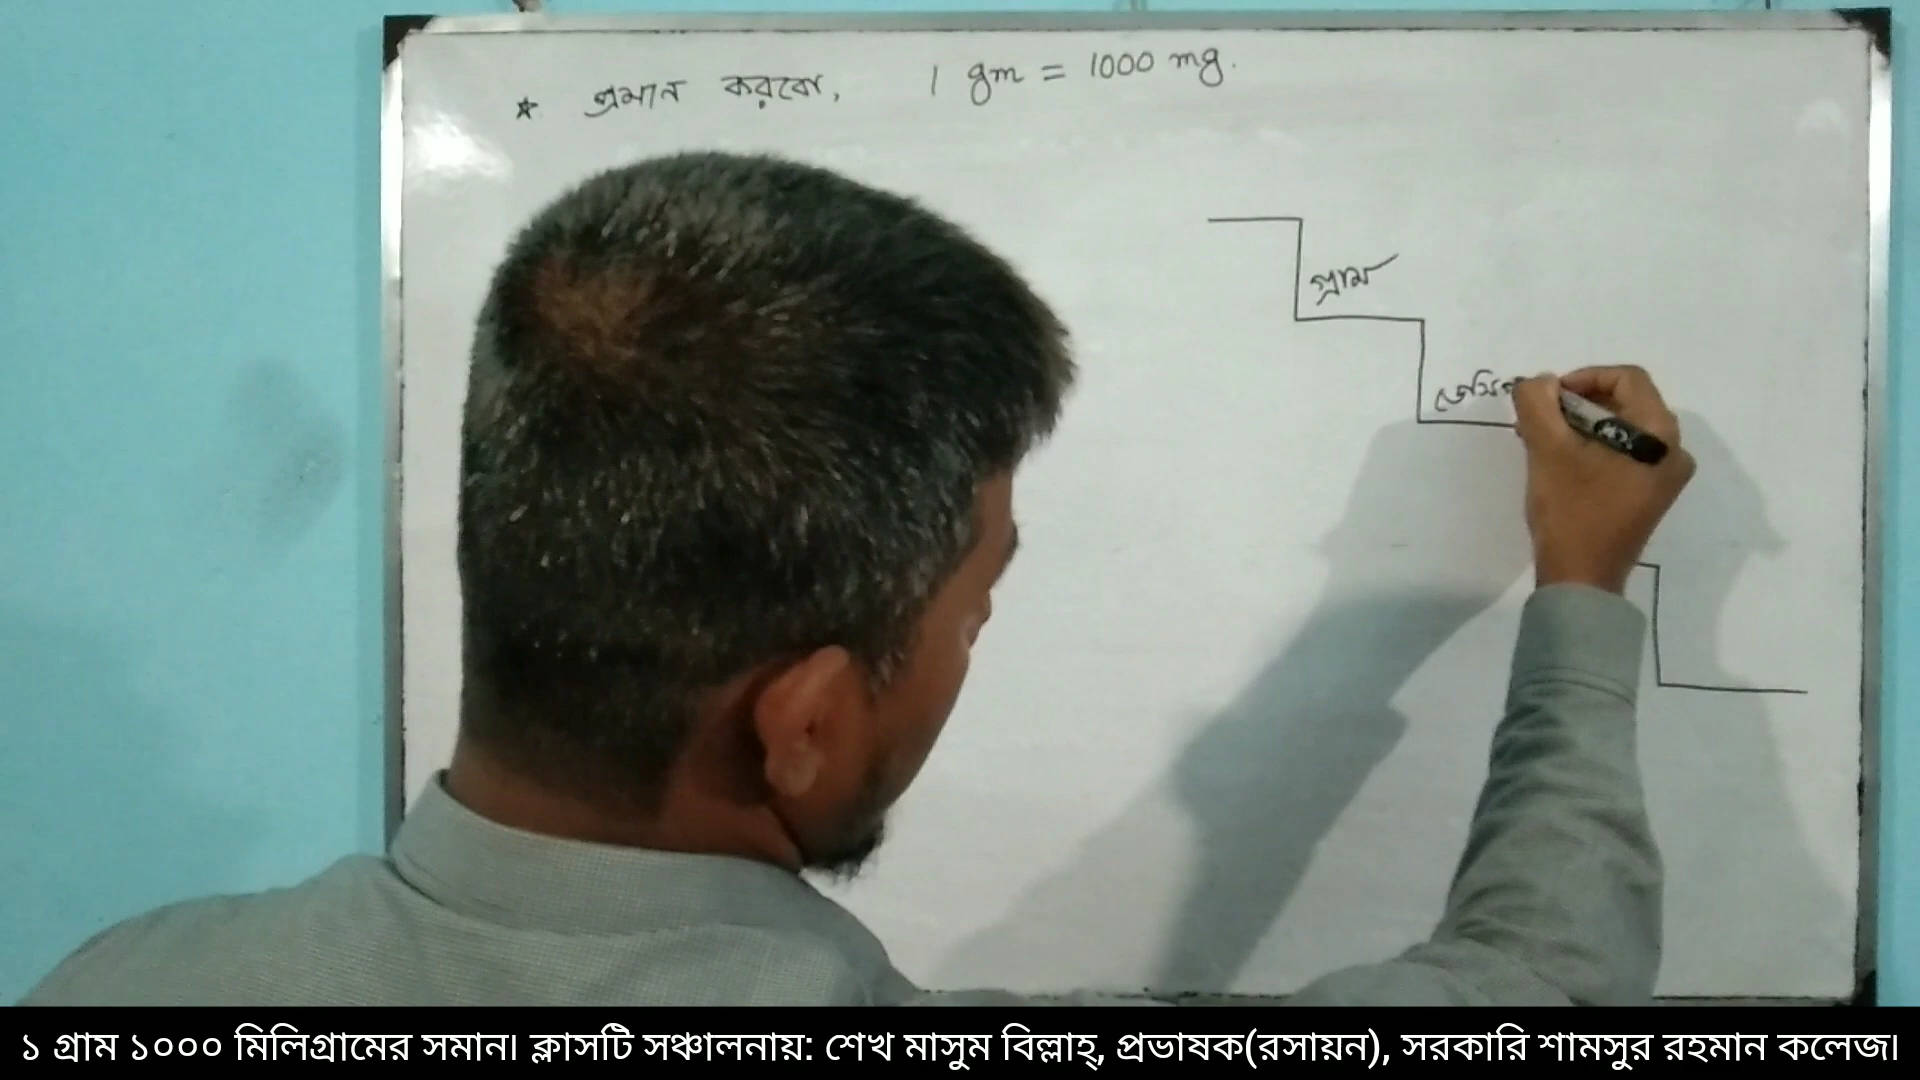 * প্রমান করবো, 1 gm = 1000 mg.
গ্রাম
১ গ্রাম ১০০০ মিলিগ্রামের সমান। ক্লাসটি সঞ্চালনায়: শেখ মাসুম বিল্লাহ্, প্রভাষক(রসায়ন), সরকারি শামসুর রহমান কলেজ।